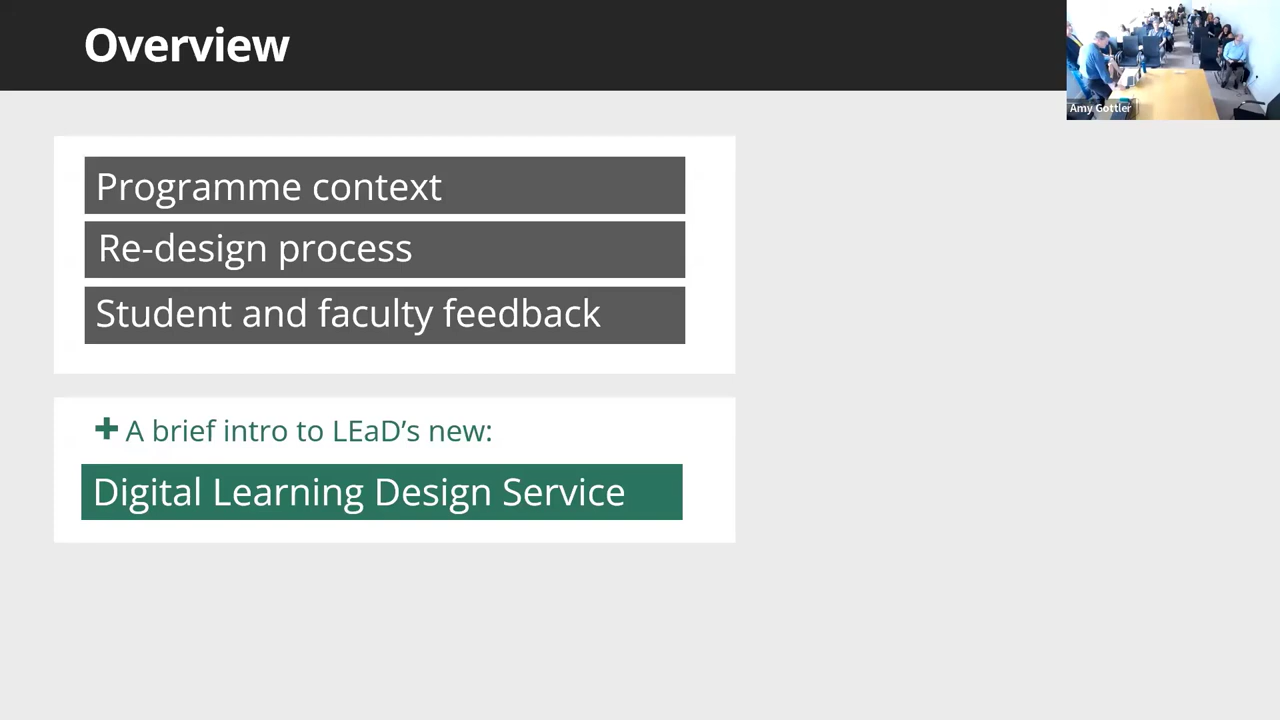 Overview
Amy Gottler
Programme context
Re-design process
Student and faculty feedback
+ A brief intro to LEaD’s new:
Digital Learning Design Service